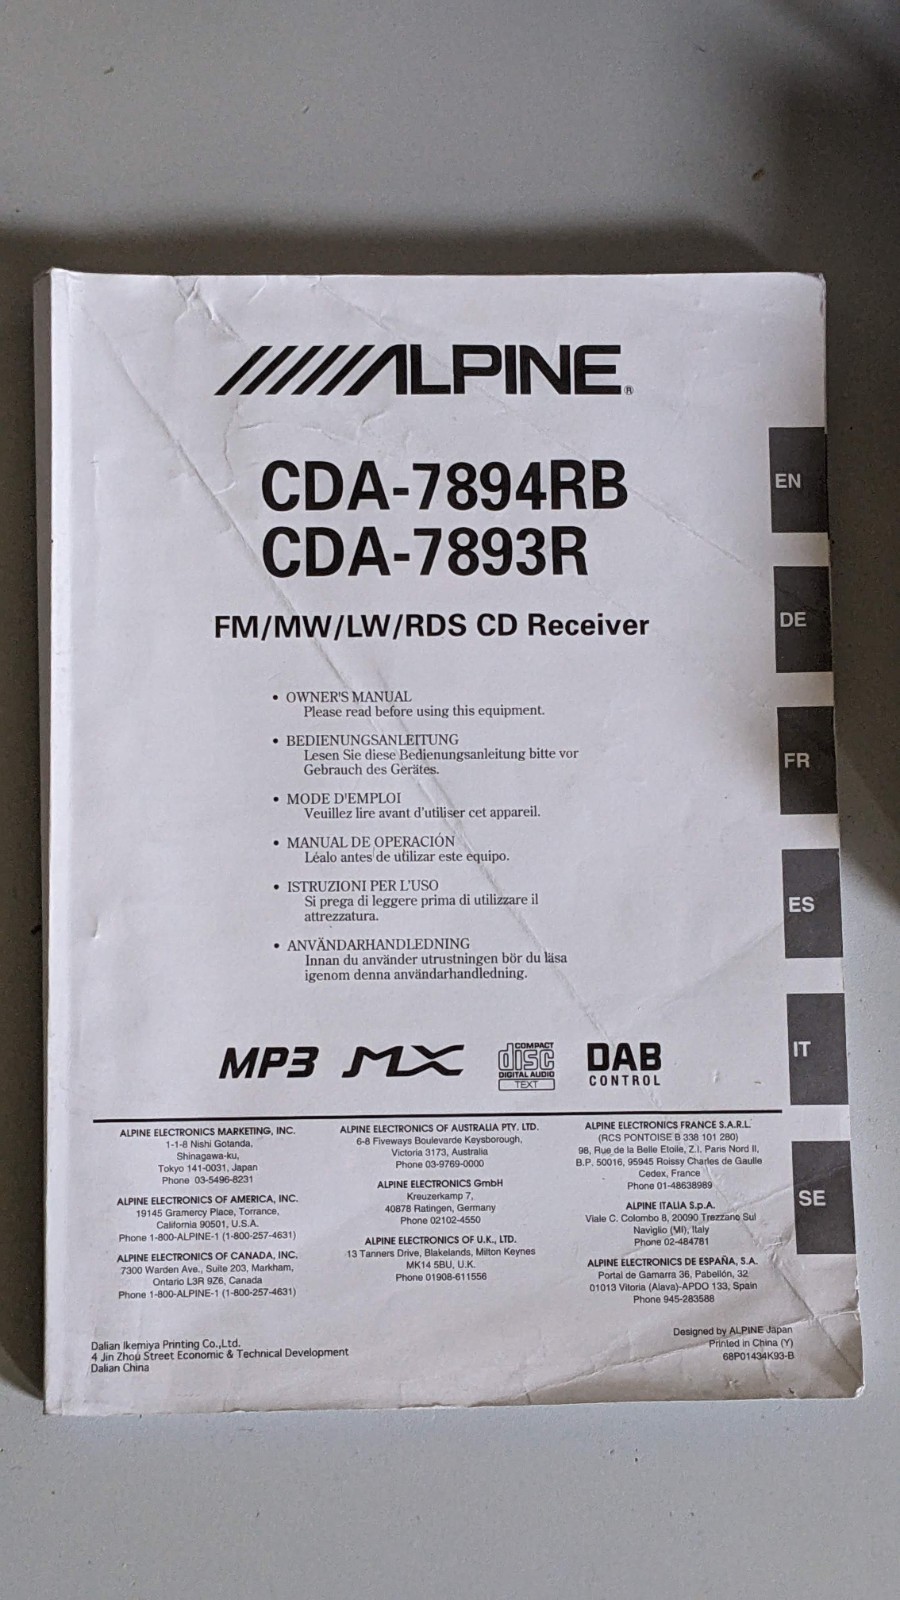 ALPINE®
CDA-7894RB
CDA-7893R
FM/MW/LW/RDS CD Receiver
• OWNER'S MANUAL
Please read before using this equipment.
• BEDIENUNGSANLEITUNG
Lesen Sie diese Bedienungsanleitung bitte vor
Gebrauch des Gerätes.
• MODE D'EMPLOI
Veuillez lire avant d'utiliser cet appareil.
• MANUAL DE OPERACIÓN
Léalo antes de utilizar este equipo.
• ISTRUZIONI PER L'USO
Si prega di leggere prima di utilizzare il
attrezzatura.
• ANVÄNDARHANDLEDNING
Innan du använder utrustningen bör du läsa
igenom denna användarhandledning.
EN
DE
FR
ES
IT
SE
MP3
MX
COMPACT
disc
DIGITAL AUDIO
TEXT
DAB
CONTROL
ALPINE ELECTRONICS MARKETING, INC.
1-1-8 Nishi Gotanda,
Shinagawa-ku,
Tokyo 141-0031, Japan
Phone 03-5496-8231
ALPINE ELECTRONICS OF AMERICA, INC.
19145 Gramercy Place, Torrance,
California 90501, U.S.A.
Phone 1-800-ALPINE-1 (1-800-257-4631)
ALPINE ELECTRONICS OF CANADA, INC.
7300 Warden Ave., Suite 203, Markham,
Ontario L3R 9Z6, Canada
Phone 1-800-ALPINE-1 (1-800-257-4631)
ALPINE ELECTRONICS OF AUSTRALIA PTY. LTD.
6-8 Fiveways Boulevarde Keysborough,
Victoria 3173, Australia
Phone 03-9769-0000
ALPINE ELECTRONICS GmbH
Kreuzerkamp 7,
40878 Ratingen, Germany
Phone 02102-4550
ALPINE ELECTRONICS OF U.K., LTD.
13 Tanners Drive, Blakelands, Milton Keynes
MK14 5BU, U.K.
Phone 01908-611556
ALPINE ELECTRONICS FRANCE S.A.R.L.
(RCS PONTOISE B 338 101 280)
98, Rue de la Belle Etoile, Z.I. Paris Nord II,
B.P. 50016, 95945 Roissy Charles de Gaulle
Cedex, France
Phone 01-48638989
ALPINE ITALIA S.p.A.
Viale C. Colombo 8, 20090 Trezzano Sul
Naviglio (MI), Italy
Phone 02-484781
ALPINE ELECTRONICS DE ESPAÑA, S.A.
Portal de Gamarra 36, Pabellón, 32
01013 Vitoria (Alava)-APDO 133, Spain
Phone 945-283588
Dalian Ikemiya Printing Co.,Ltd.
4 Jin Zhou Street Economic & Technical Development
Dalian China
Designed by ALPINE Japan
Printed in China (Y)
68P01434K93-B